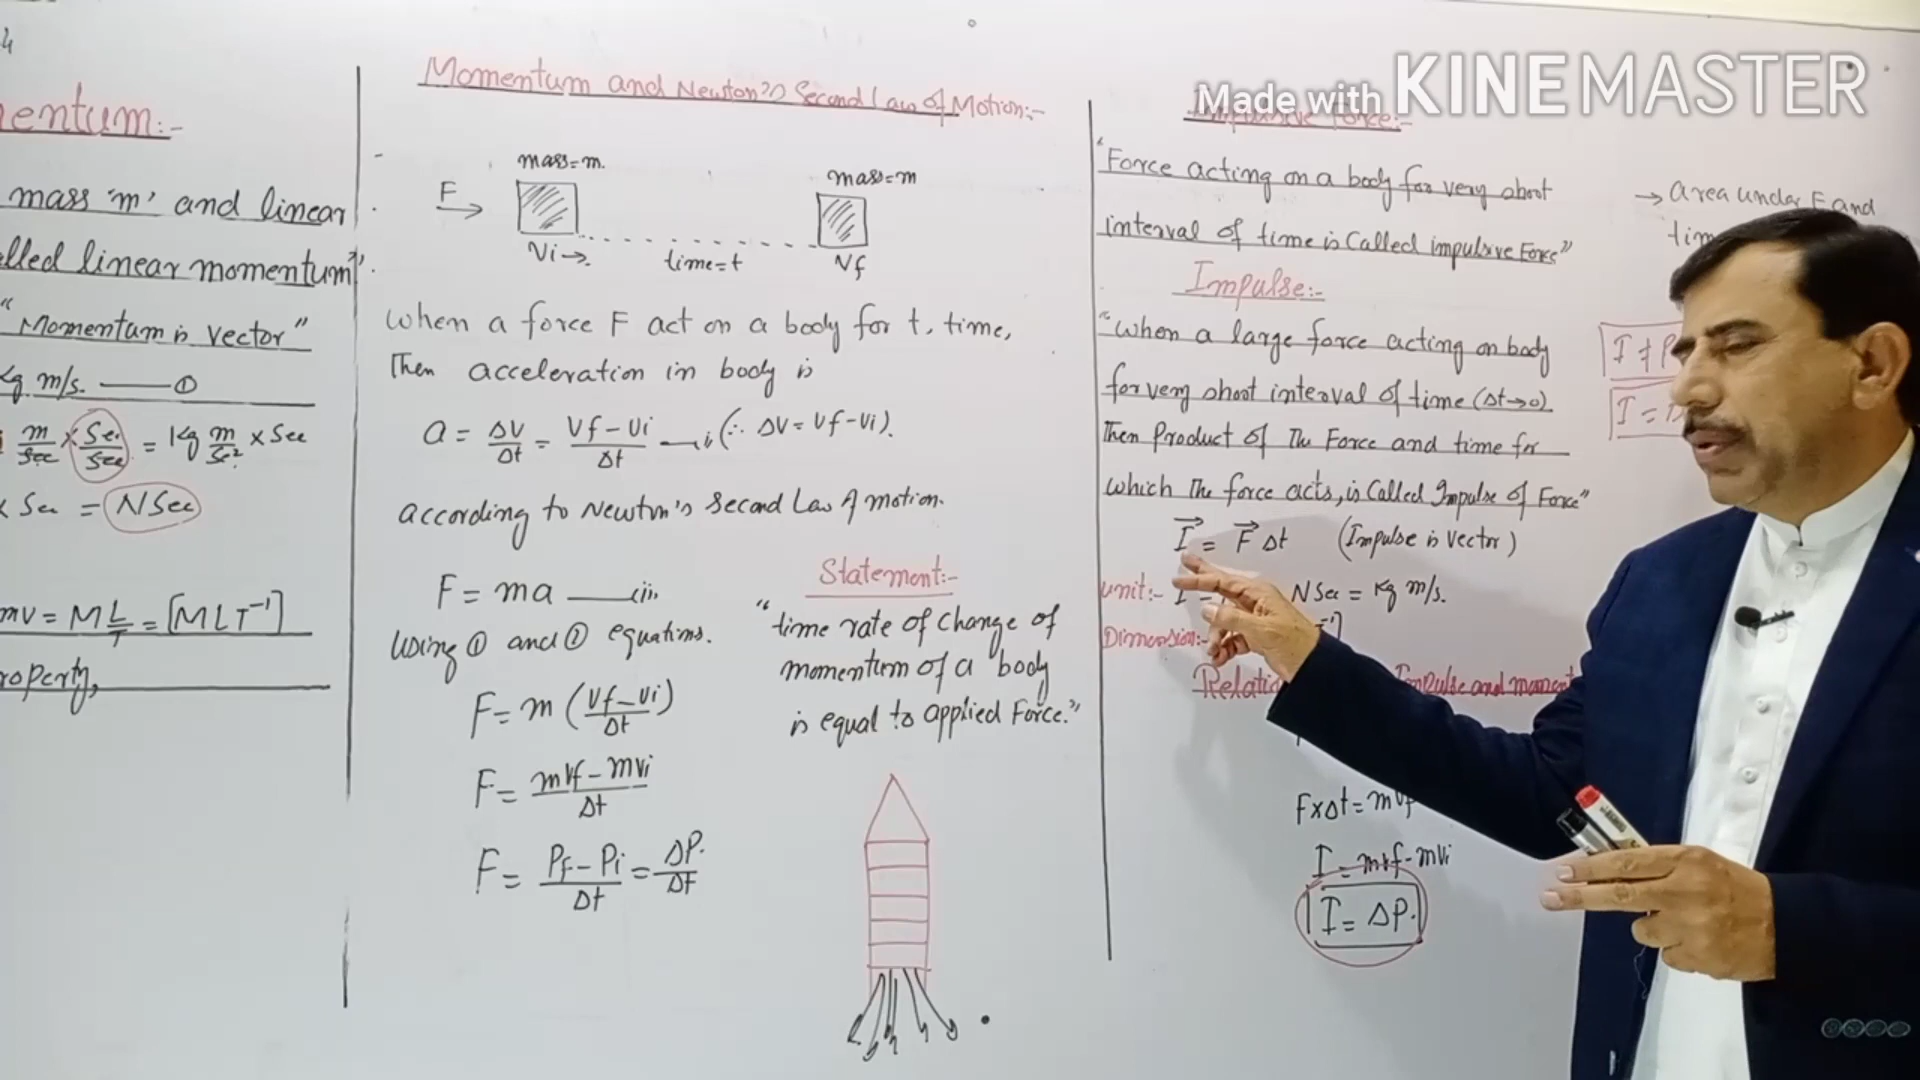 entum:-
mass 'm' and linear
alled linear momentum".
"Momentum is vector"
Kg m/s. ——①
m/sec × Sec/Sec = Kg m/Sec² × Sec
× Sec = NSec
mv = M L/T = [MLT⁻¹]
roperty,
Momentum and Newton's Second Law of Motion:-
mass=m.
mass=m
F
Vi→.
time=t
Vf
When a force F act on a body for t, time,
Then acceleration in body is
a = ΔV/Δt = Vf-Vi/Δt —i (∵ ΔV = Vf-Vi).
according to Newton's Second Law of motion.
F = ma ——(ii)
Using ① and ② equations.
F = m (Vf-Vi/Δt)
F = mVf-mVi/Δt
F = Pf-Pi/Δt = ΔP/Δt
Statement:-
"time rate of change of
momentum of a body
is equal to applied Force."
Made with KINEMASTER
Impulsive Force:-
"Force acting on a body for very short
interval of time is Called impulsive Force"
Impulse:-
"When a large force acting on body
for very short interval of time (Δt→0).
Then Product of The Force and time for
which The force acts, is Called Impulse of Force"
I = F Δt (Impulse is vector)
unit:- I NSec = Kg m/s.
Dimension:-
Impulse and
F×Δt = mVf
I = mVf-mVi
I = ΔP.
→ area under F and
I ≠ P
I =